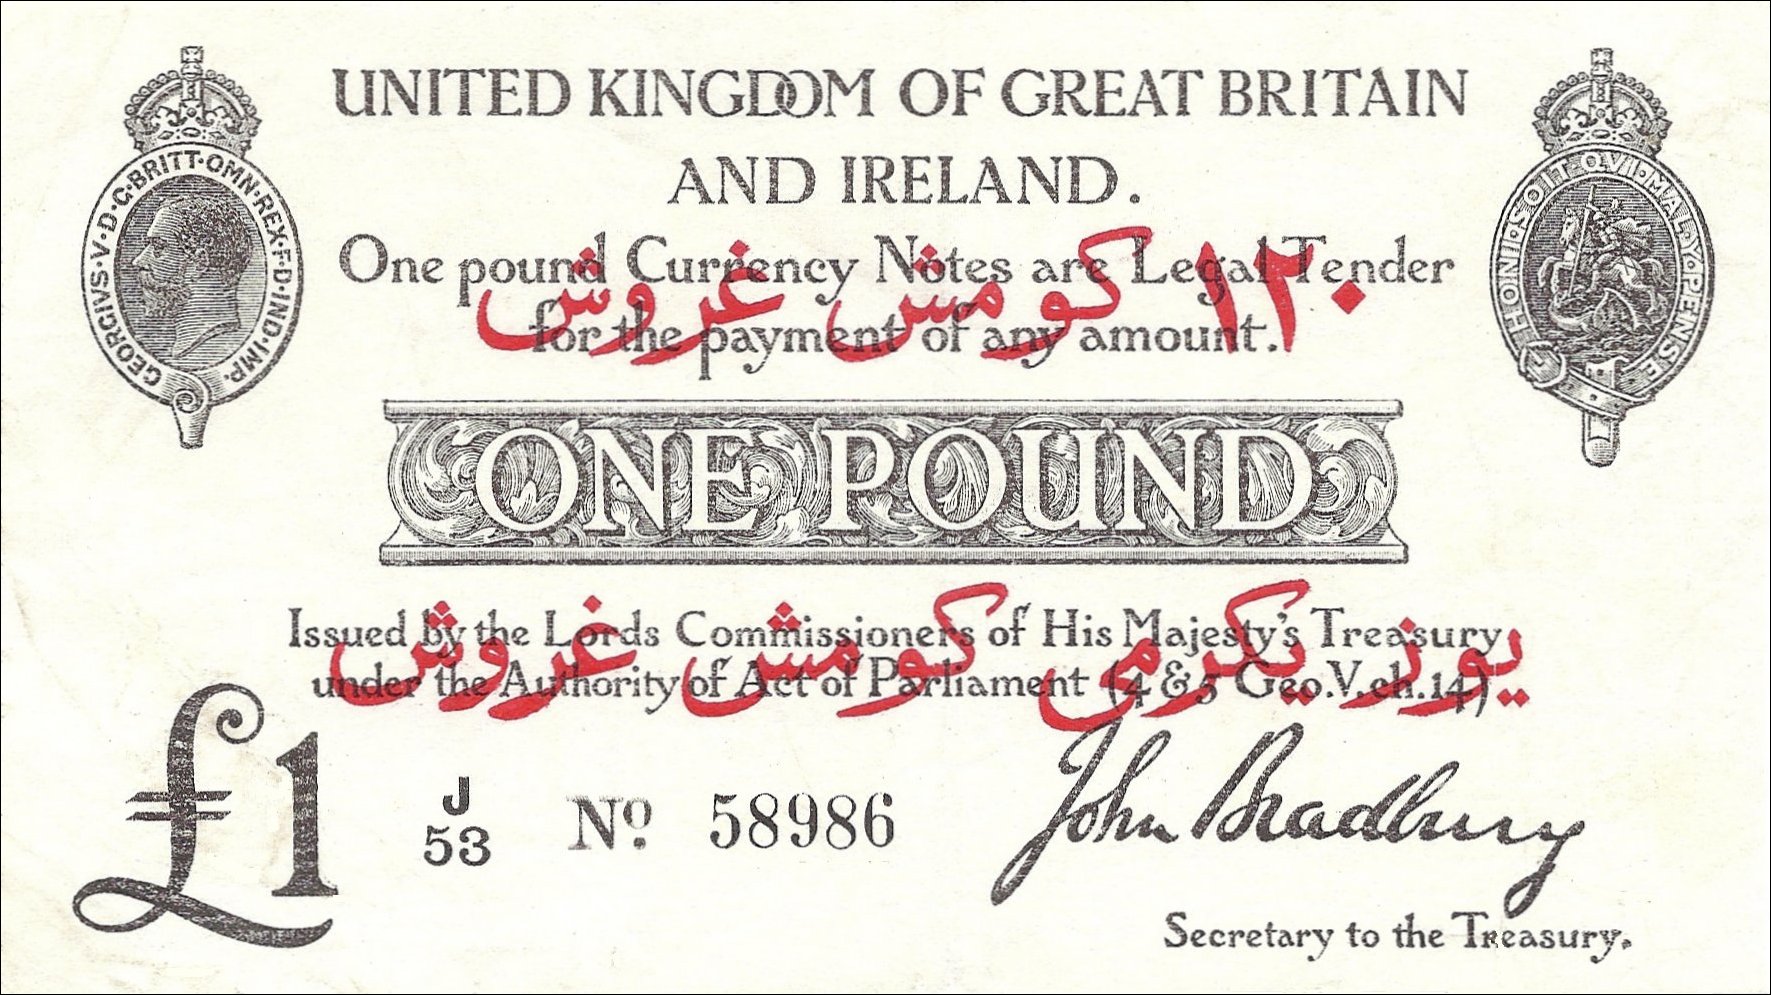 GEORGIVS·V·D·G·BRITT·OMN·REX·F·D·IND·IMP.
UNITED KINGDOM OF GREAT BRITAIN
AND IRELAND.
HONI·SOIT·QVI·MAL·Y·PENSE
One pound Currency Notes are Legal Tender
for the payment of any amount.
١٢٠ كومش غروش
ONE POUND
Issued by the Lords Commissioners of His Majesty's Treasury
under the Authority of Act of Parliament (4 & 5 Geo.V.ch.14)
يوز يكرمى كومش غروش
£1
J
53
Nº 58986
John Bradbury
Secretary to the Treasury.